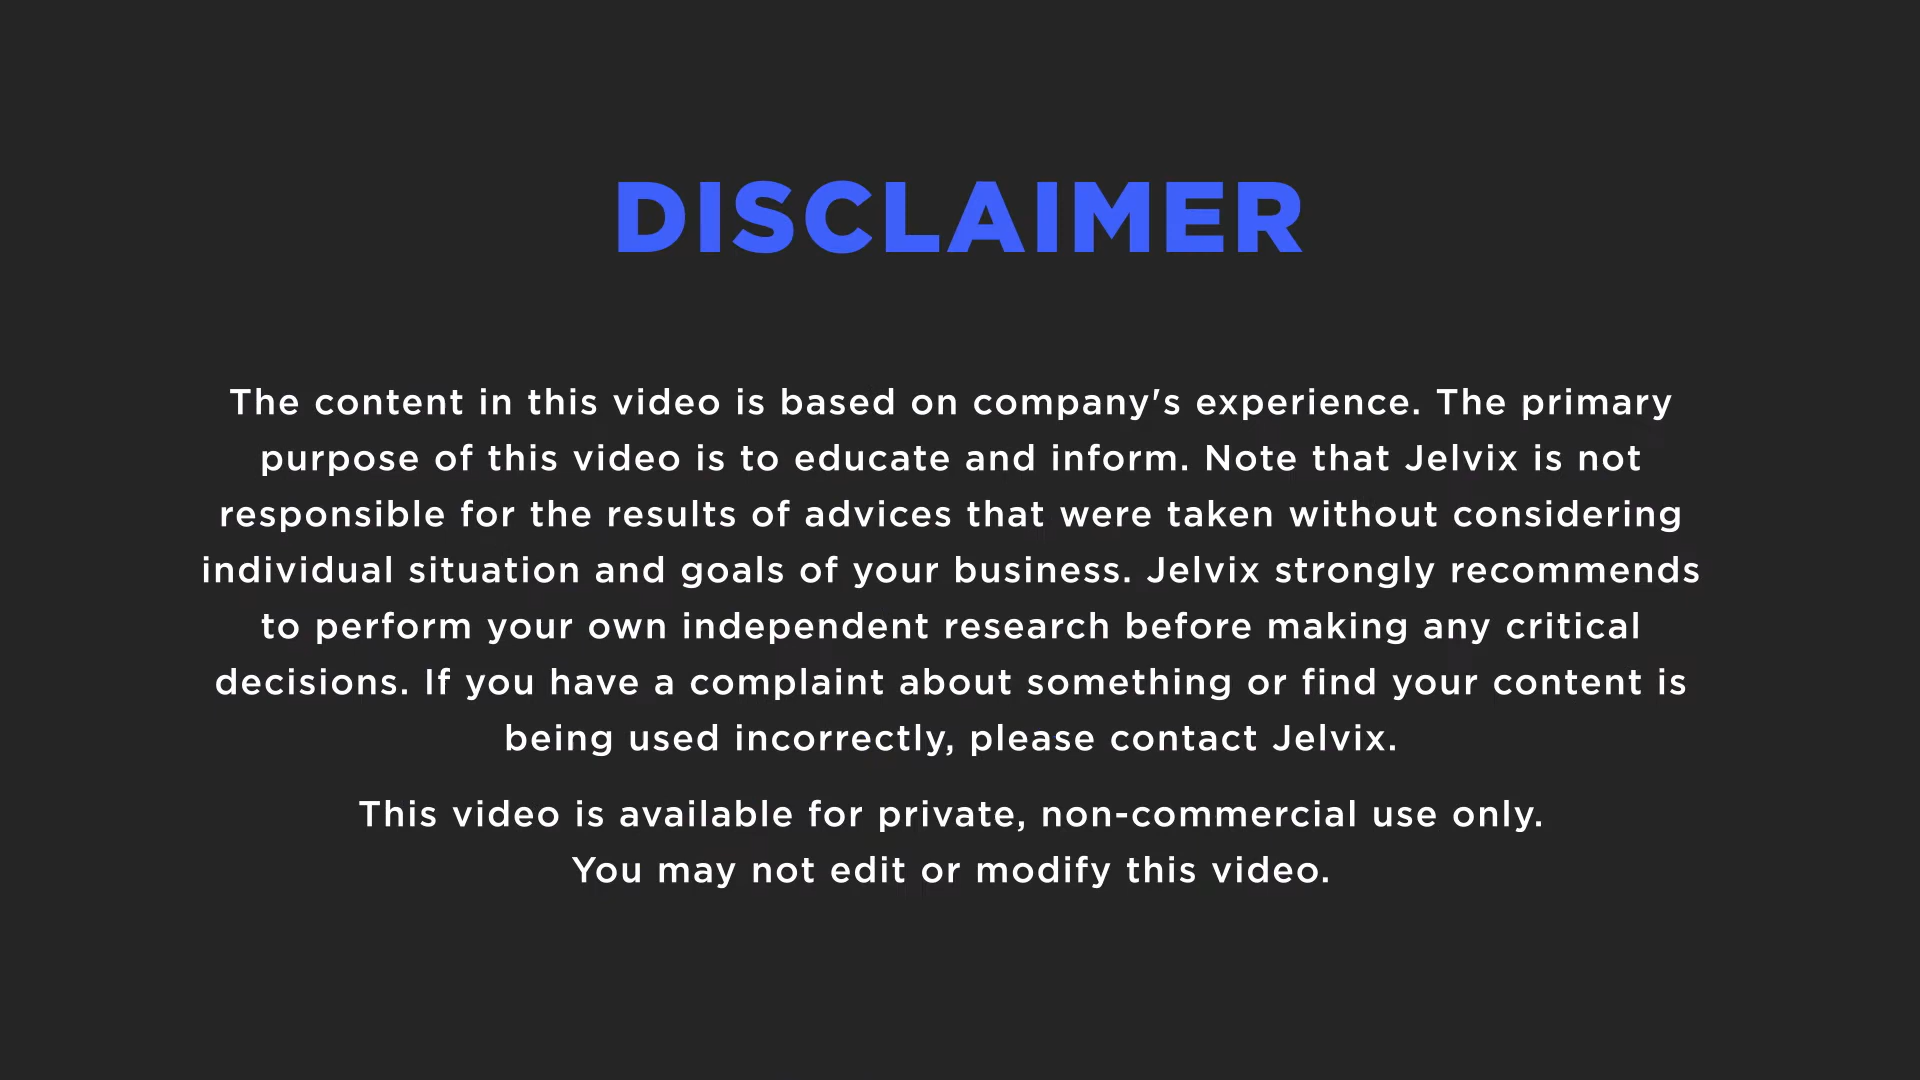 DISCLAIMER
The content in this video is based on company's experience. The primary
purpose of this video is to educate and inform. Note that Jelvix is not
responsible for the results of advices that were taken without considering
individual situation and goals of your business. Jelvix strongly recommends
to perform your own independent research before making any critical
decisions. If you have a complaint about something or find your content is
being used incorrectly, please contact Jelvix.
This video is available for private, non-commercial use only.
You may not edit or modify this video.